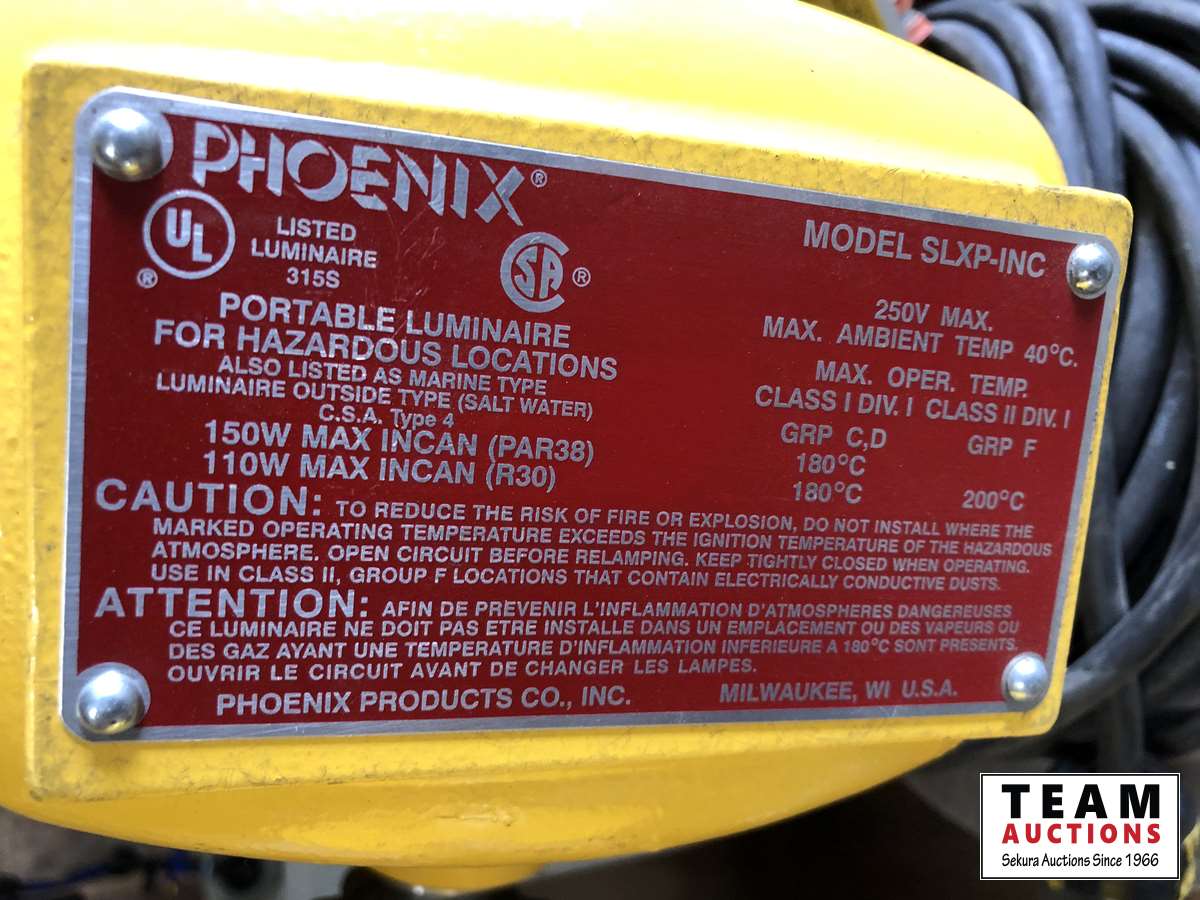 PHOENIX®
UL ®
LISTED
LUMINAIRE
315S
CSA ®
MODEL SLXP-INC
PORTABLE LUMINAIRE
FOR HAZARDOUS LOCATIONS
ALSO LISTED AS MARINE TYPE
LUMINAIRE OUTSIDE TYPE (SALT WATER)
C.S.A. Type 4
250V MAX.
MAX. AMBIENT TEMP 40°C.
MAX. OPER. TEMP.
CLASS I DIV. I CLASS II DIV. I
GRP C,D GRP F
150W MAX INCAN (PAR38) 180°C
110W MAX INCAN (R30) 180°C 200°C
CAUTION: TO REDUCE THE RISK OF FIRE OR EXPLOSION, DO NOT INSTALL WHERE THE
MARKED OPERATING TEMPERATURE EXCEEDS THE IGNITION TEMPERATURE OF THE HAZARDOUS
ATMOSPHERE. OPEN CIRCUIT BEFORE RELAMPING. KEEP TIGHTLY CLOSED WHEN OPERATING.
USE IN CLASS II, GROUP F LOCATIONS THAT CONTAIN ELECTRICALLY CONDUCTIVE DUSTS.
ATTENTION: AFIN DE PREVENIR L'INFLAMMATION D'ATMOSPHERES DANGEREUSES
CE LUMINAIRE NE DOIT PAS ETRE INSTALLE DANS UN EMPLACEMENT OU DES VAPEURS OU
DES GAZ AYANT UNE TEMPERATURE D'INFLAMMATION INFERIEURE A 180°C SONT PRESENTS.
OUVRIR LE CIRCUIT AVANT DE CHANGER LES LAMPES.
PHOENIX PRODUCTS CO., INC. MILWAUKEE, WI U.S.A.
TEAM
AUCTIONS
Sekura Auctions Since 1966